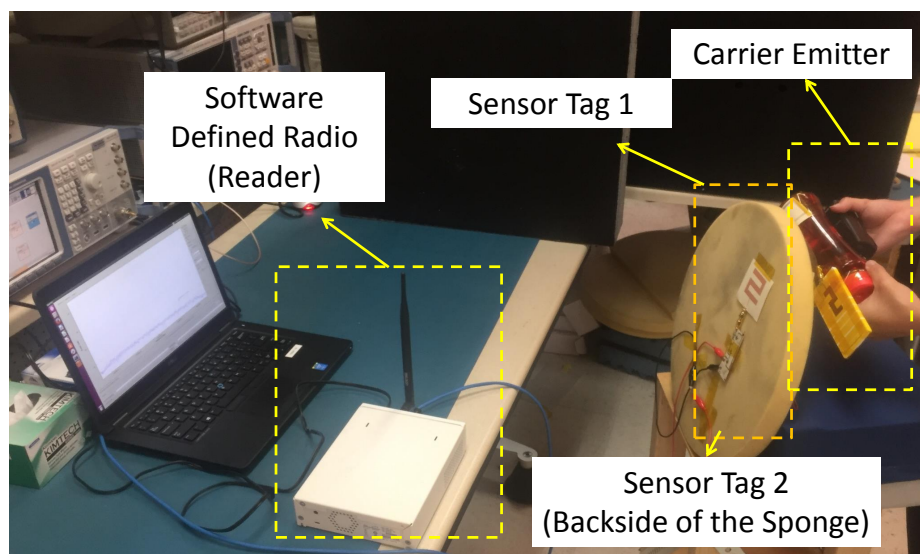 Carrier Emitter
Software
Defined Radio
(Reader)
Sensor Tag 1
KIMTECH
Sensor Tag 2
(Backside of the Sponge)